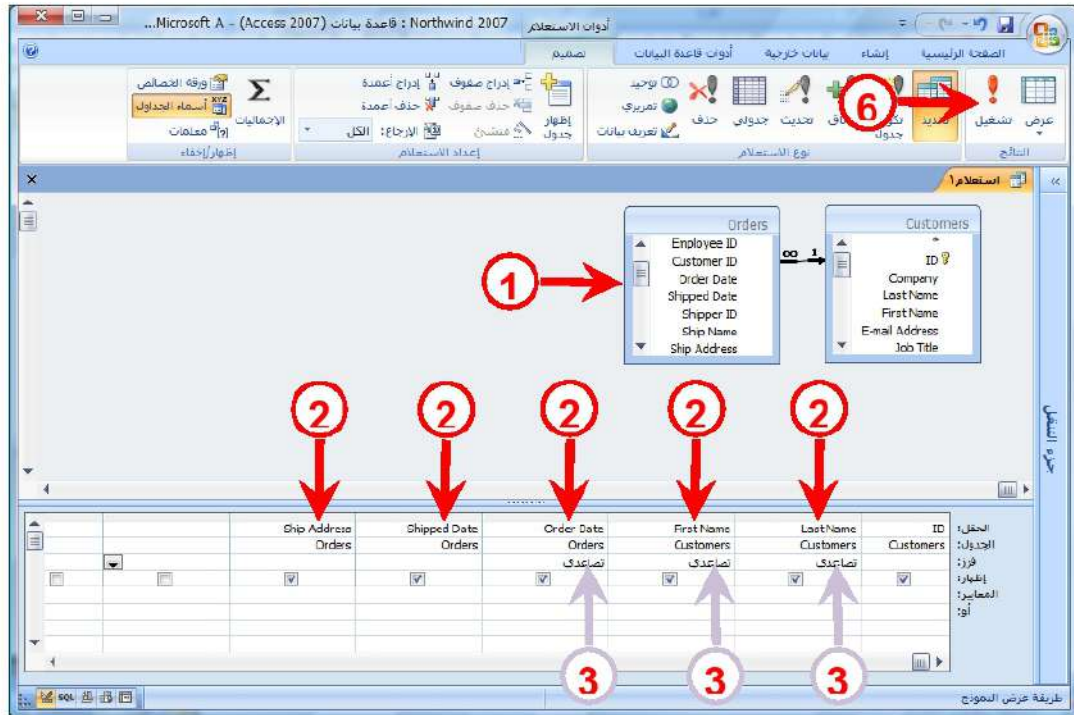 أدوات الاستعلام
Northwind 2007 : قاعدة بيانات (Access 2007) - Microsoft A...
الصفحة الرئيسية
إنشاء
بيانات خارجية
أدوات قاعدة البيانات
تصميم
عرض
تشغيل
النتائج
تحديد
جدول
6
تحديث
جدولي
حذف
توحيد
تمريري
تعريف بيانات
نوع الاستعلام
إظهار جدول
إدراج صفوف
حذف صفوف
منشئ
إدراج أعمدة
حذف أعمدة
الإرجاع: الكل
إعداد الاستعلام
الإجماليات
ورقة الخصائص
أسماء الجداول
معلمات
إظهار/إخفاء
استعلام١
جزء التنقل
Customers
ID
Company
Last Name
First Name
E-mail Address
Job Title
1
∞
Orders
Employee ID
Customer ID
Order Date
Shipped Date
Shipper ID
Ship Name
Ship Address
1
2 2 2 2 2
الحقل: ID Last Name First Name Order Date Shipped Date Ship Address
الجدول: Customers Customers Customers Orders Orders Orders
فرز: تصاعدي تصاعدي تصاعدي
إظهار:
المعايير:
أو:
3 3 3
طريقة عرض النموذج
SQL